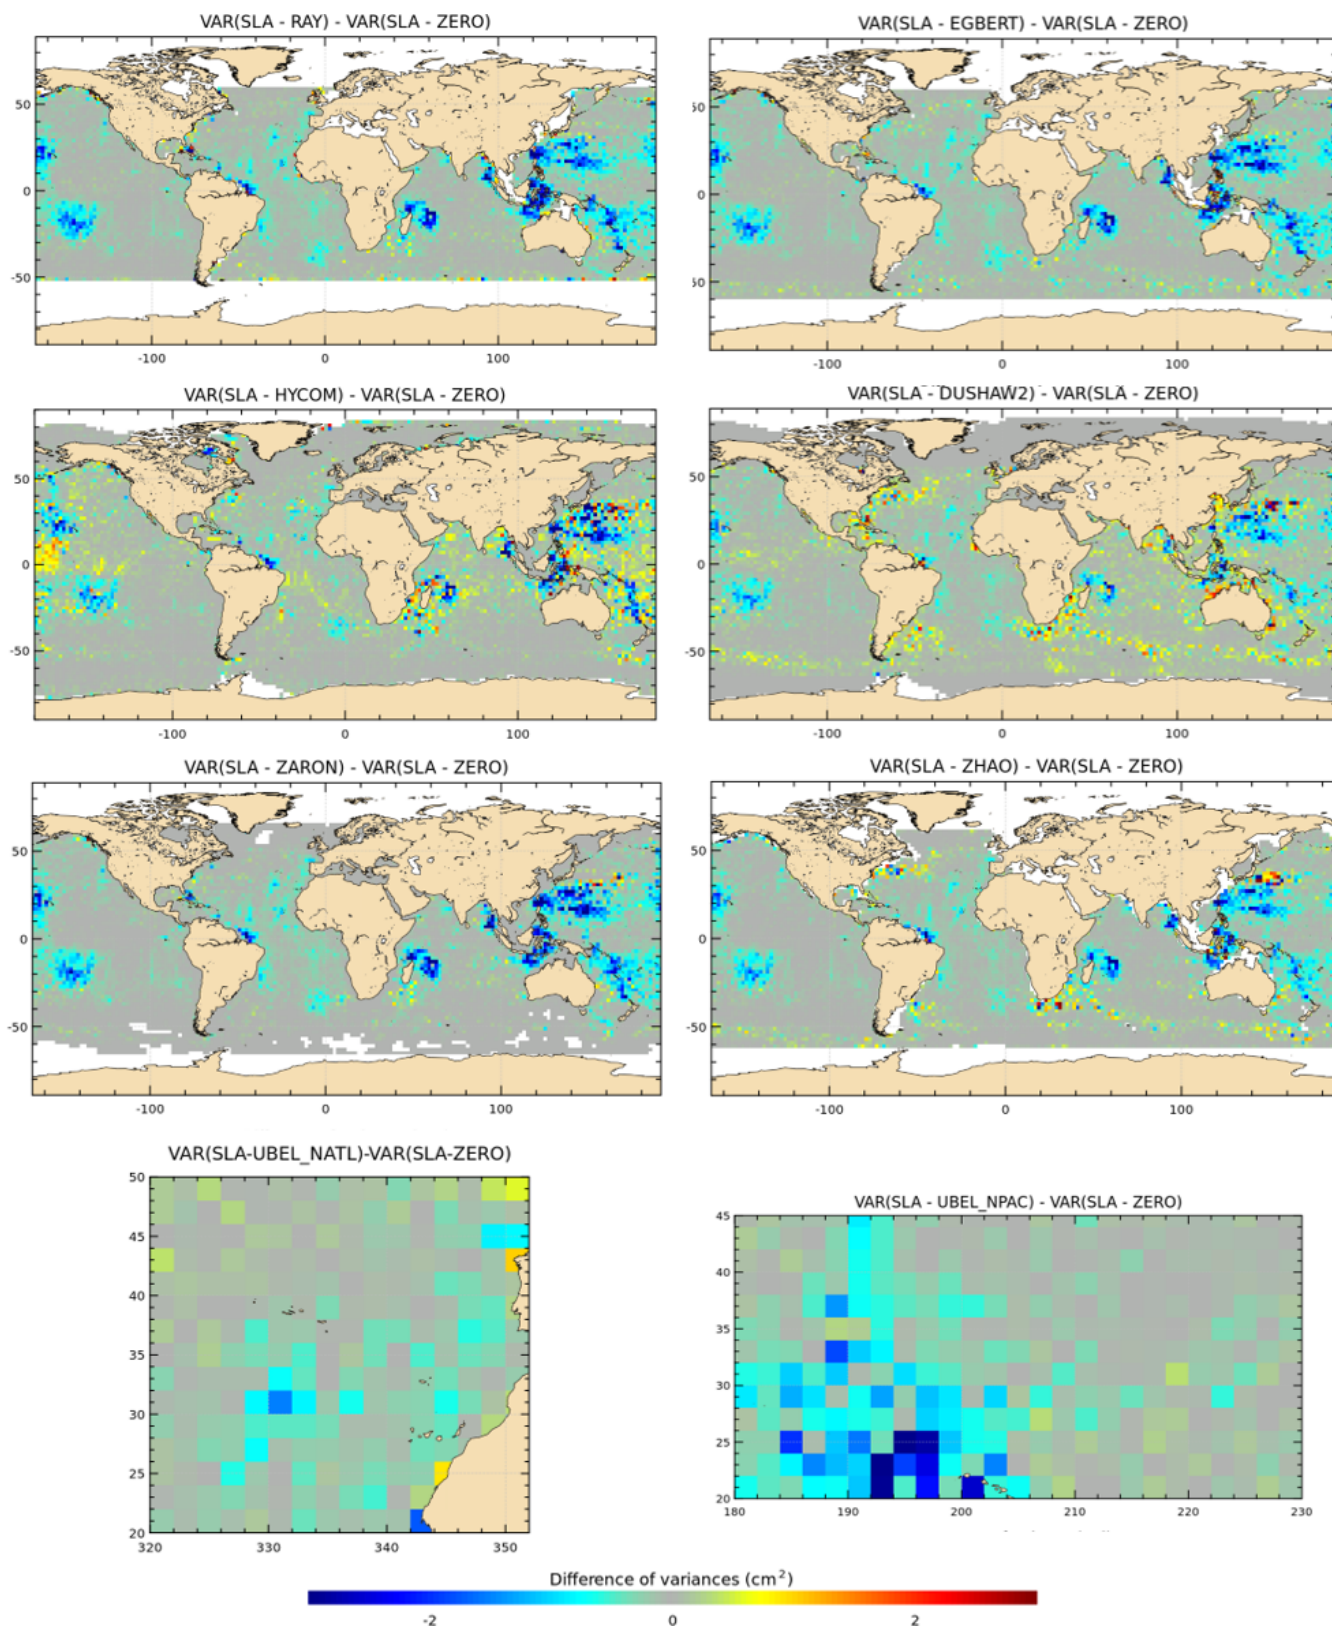 VAR(SLA - RAY) - VAR(SLA - ZERO)
50
0
-50
-100 0 100
VAR(SLA - EGBERT) - VAR(SLA - ZERO)
50
0
50
-100 0 100
VAR(SLA - HYCOM) - VAR(SLA - ZERO)
50
0
-50
-100 0 100
VAR(SLA - DUSHAW2) - VAR(SLA - ZERO)
50
0
-50
-100 0 100
VAR(SLA - ZARON) - VAR(SLA - ZERO)
50
0
-50
-100 0 100
VAR(SLA - ZHAO) - VAR(SLA - ZERO)
50
0
-50
-100 0 100
VAR(SLA-UBEL_NATL)-VAR(SLA-ZERO)
50
45
40
35
30
25
20
320 330 340 350
VAR(SLA - UBEL_NPAC) - VAR(SLA - ZERO)
45
40
35
30
25
20
180 190 200 210 220 230
Difference of variances (cm²)
-2 0 2